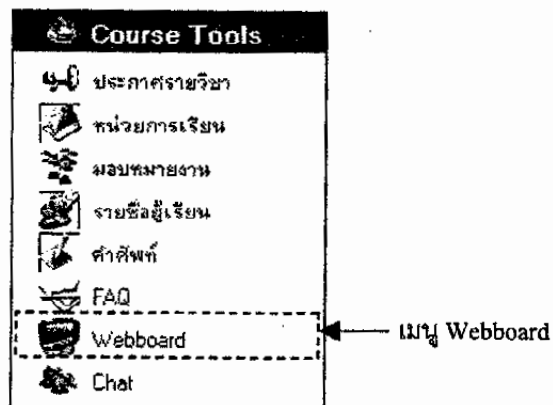 Course Tools
ประกาศรายวิชา
หน่วยการเรียน
มอบหมายงาน
รายชื่อผู้เรียน
คำศัพท์
FAQ
Webboard
เมนู Webboard
Chat